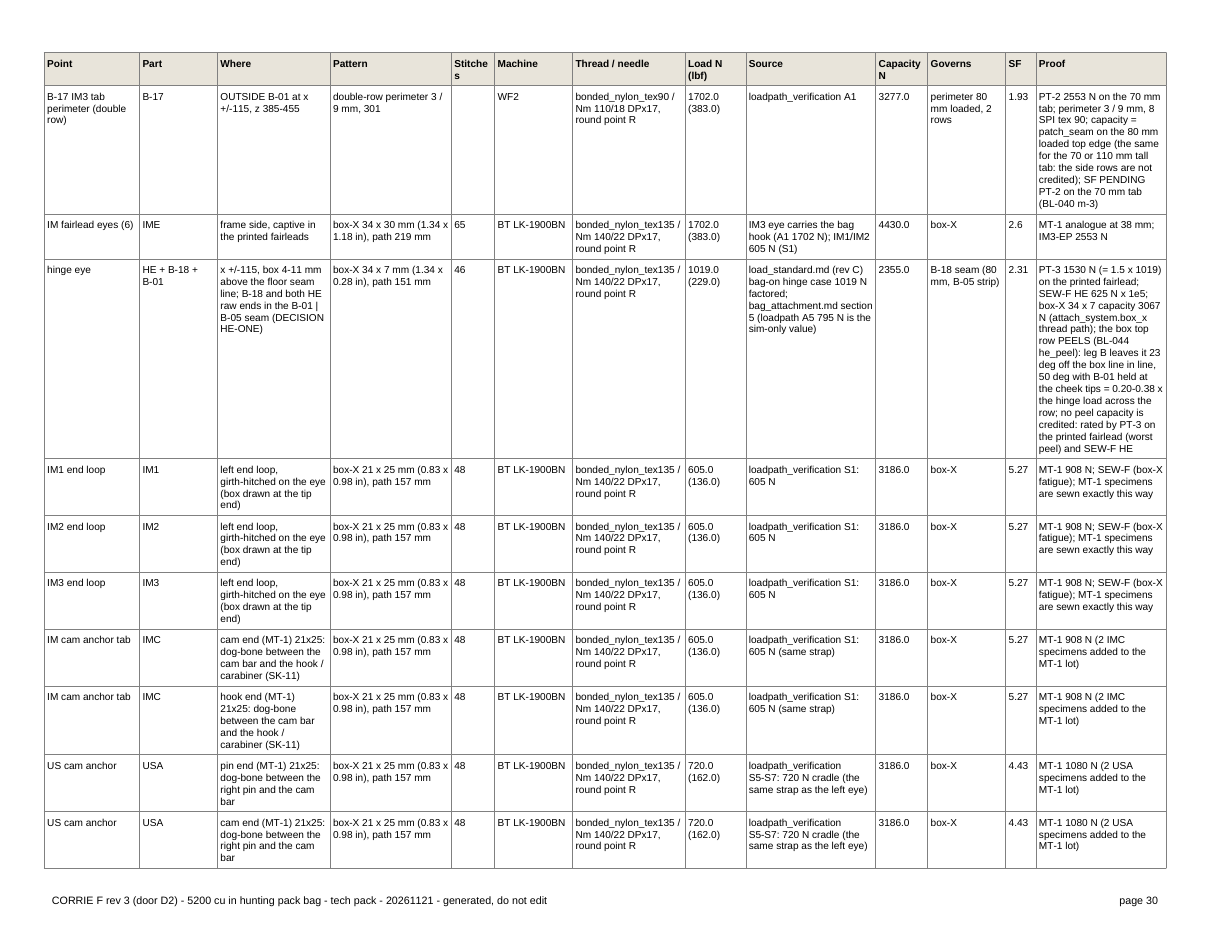 Point Part Where Pattern Stitche s Machine Thread / needle Load N (lbf) Source Capacity N Governs SF Proof
B-17 IM3 tab perimeter (double row)
B-17
OUTSIDE B-01 at x +/-115, z 385-455
double-row perimeter 3 / 9 mm, 301
WF2
bonded_nylon_tex90 / Nm 110/18 DPx17, round point R
1702.0 (383.0)
loadpath_verification A1
3277.0
perimeter 80 mm loaded, 2 rows
1.93
PT-2 2553 N on the 70 mm tab; perimeter 3 / 9 mm, 8 SPI tex 90; capacity = patch_seam on the 80 mm loaded top edge (the same for the 70 or 110 mm tall tab: the side rows are not credited); SF PENDING PT-2 on the 70 mm tab (BL-040 m-3)
IM fairlead eyes (6)
IME
frame side, captive in the printed fairleads
box-X 34 x 30 mm (1.34 x 1.18 in), path 219 mm
65
BT LK-1900BN
bonded_nylon_tex135 / Nm 140/22 DPx17, round point R
1702.0 (383.0)
IM3 eye carries the bag hook (A1 1702 N); IM1/IM2 605 N (S1)
4430.0
box-X
2.6
MT-1 analogue at 38 mm; IM3-EP 2553 N
hinge eye
HE + B-18 + B-01
x +/-115, box 4-11 mm above the floor seam line; B-18 and both HE raw ends in the B-01 | B-05 seam (DECISION HE-ONE)
box-X 34 x 7 mm (1.34 x 0.28 in), path 151 mm
46
BT LK-1900BN
bonded_nylon_tex135 / Nm 140/22 DPx17, round point R
1019.0 (229.0)
load_standard.md (rev C) bag-on hinge case 1019 N factored; bag_attachment.md section 5 (loadpath A5 795 N is the sim-only value)
2355.0
B-18 seam (80 mm, B-05 strip)
2.31
PT-3 1530 N (= 1.5 x 1019) on the printed fairlead; SEW-F HE 625 N x 1e5; box-X 34 x 7 capacity 3067 N (attach_system.box_x thread path); the box top row PEELS (BL-044 he_peel): leg B leaves it 23 deg off the box line in line, 50 deg with B-01 held at the cheek tips = 0.20-0.38 x the hinge load across the row; no peel capacity is credited: rated by PT-3 on the printed fairlead (worst peel) and SEW-F HE
IM1 end loop
IM1
left end loop, girth-hitched on the eye (box drawn at the tip end)
box-X 21 x 25 mm (0.83 x 0.98 in), path 157 mm
48
BT LK-1900BN
bonded_nylon_tex135 / Nm 140/22 DPx17, round point R
605.0 (136.0)
loadpath_verification S1: 605 N
3186.0
box-X
5.27
MT-1 908 N; SEW-F (box-X fatigue); MT-1 specimens are sewn exactly this way
IM2 end loop
IM2
left end loop, girth-hitched on the eye (box drawn at the tip end)
box-X 21 x 25 mm (0.83 x 0.98 in), path 157 mm
48
BT LK-1900BN
bonded_nylon_tex135 / Nm 140/22 DPx17, round point R
605.0 (136.0)
loadpath_verification S1: 605 N
3186.0
box-X
5.27
MT-1 908 N; SEW-F (box-X fatigue); MT-1 specimens are sewn exactly this way
IM3 end loop
IM3
left end loop, girth-hitched on the eye (box drawn at the tip end)
box-X 21 x 25 mm (0.83 x 0.98 in), path 157 mm
48
BT LK-1900BN
bonded_nylon_tex135 / Nm 140/22 DPx17, round point R
605.0 (136.0)
loadpath_verification S1: 605 N
3186.0
box-X
5.27
MT-1 908 N; SEW-F (box-X fatigue); MT-1 specimens are sewn exactly this way
IM cam anchor tab
IMC
cam end (MT-1) 21x25: dog-bone between the cam bar and the hook / carabiner (SK-11)
box-X 21 x 25 mm (0.83 x 0.98 in), path 157 mm
48
BT LK-1900BN
bonded_nylon_tex135 / Nm 140/22 DPx17, round point R
605.0 (136.0)
loadpath_verification S1: 605 N (same strap)
3186.0
box-X
5.27
MT-1 908 N (2 IMC specimens added to the MT-1 lot)
IM cam anchor tab
IMC
hook end (MT-1) 21x25: dog-bone between the cam bar and the hook / carabiner (SK-11)
box-X 21 x 25 mm (0.83 x 0.98 in), path 157 mm
48
BT LK-1900BN
bonded_nylon_tex135 / Nm 140/22 DPx17, round point R
605.0 (136.0)
loadpath_verification S1: 605 N (same strap)
3186.0
box-X
5.27
MT-1 908 N (2 IMC specimens added to the MT-1 lot)
US cam anchor
USA
pin end (MT-1) 21x25: dog-bone between the right pin and the cam bar
box-X 21 x 25 mm (0.83 x 0.98 in), path 157 mm
48
BT LK-1900BN
bonded_nylon_tex135 / Nm 140/22 DPx17, round point R
720.0 (162.0)
loadpath_verification S5-S7: 720 N cradle (the same strap as the left eye)
3186.0
box-X
4.43
MT-1 1080 N (2 USA specimens added to the MT-1 lot)
US cam anchor
USA
cam end (MT-1) 21x25: dog-bone between the right pin and the cam bar
box-X 21 x 25 mm (0.83 x 0.98 in), path 157 mm
48
BT LK-1900BN
bonded_nylon_tex135 / Nm 140/22 DPx17, round point R
720.0 (162.0)
loadpath_verification S5-S7: 720 N cradle (the same strap as the left eye)
3186.0
box-X
4.43
MT-1 1080 N (2 USA specimens added to the MT-1 lot)
CORRIE F rev 3 (door D2) - 5200 cu in hunting pack bag - tech pack - 20261121 - generated, do not edit
page 30